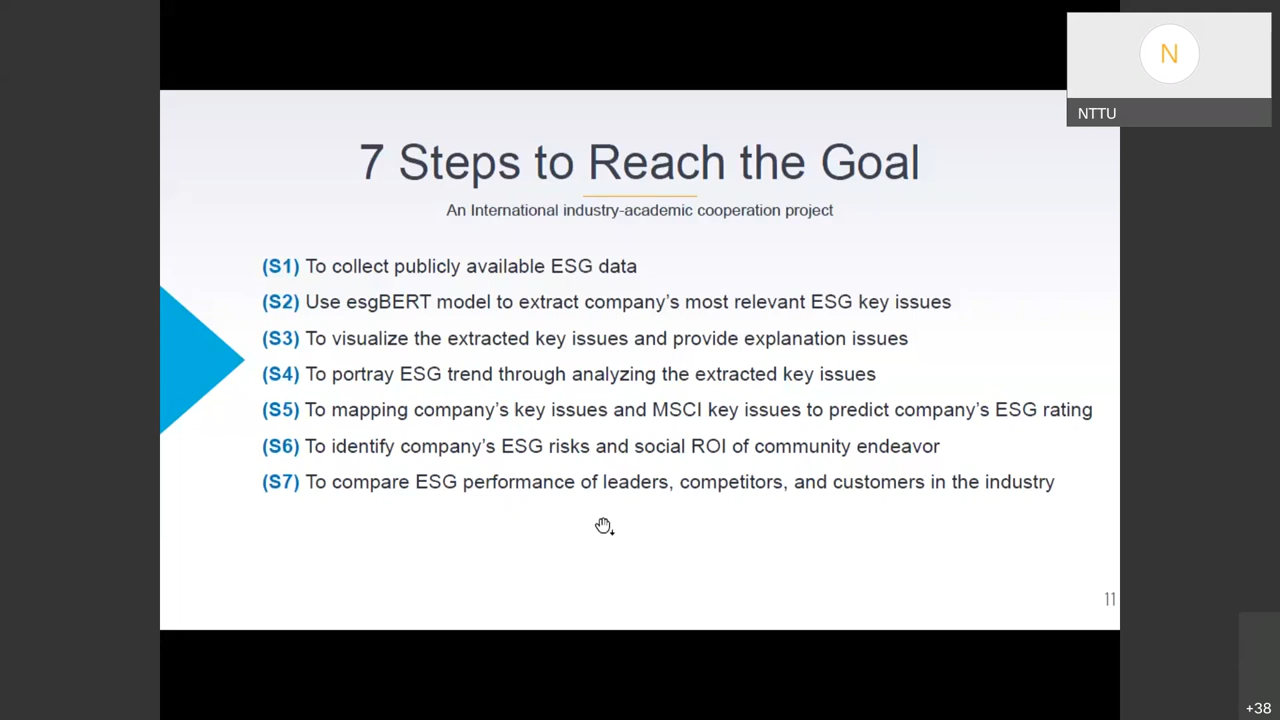 N
NTTU
7 Steps to Reach the Goal
An International industry-academic cooperation project
(S1) To collect publicly available ESG data
(S2) Use esgBERT model to extract company's most relevant ESG key issues
(S3) To visualize the extracted key issues and provide explanation issues
(S4) To portray ESG trend through analyzing the extracted key issues
(S5) To mapping company's key issues and MSCI key issues to predict company's ESG rating
(S6) To identify company's ESG risks and social ROI of community endeavor
(S7) To compare ESG performance of leaders, competitors, and customers in the industry
11
+38